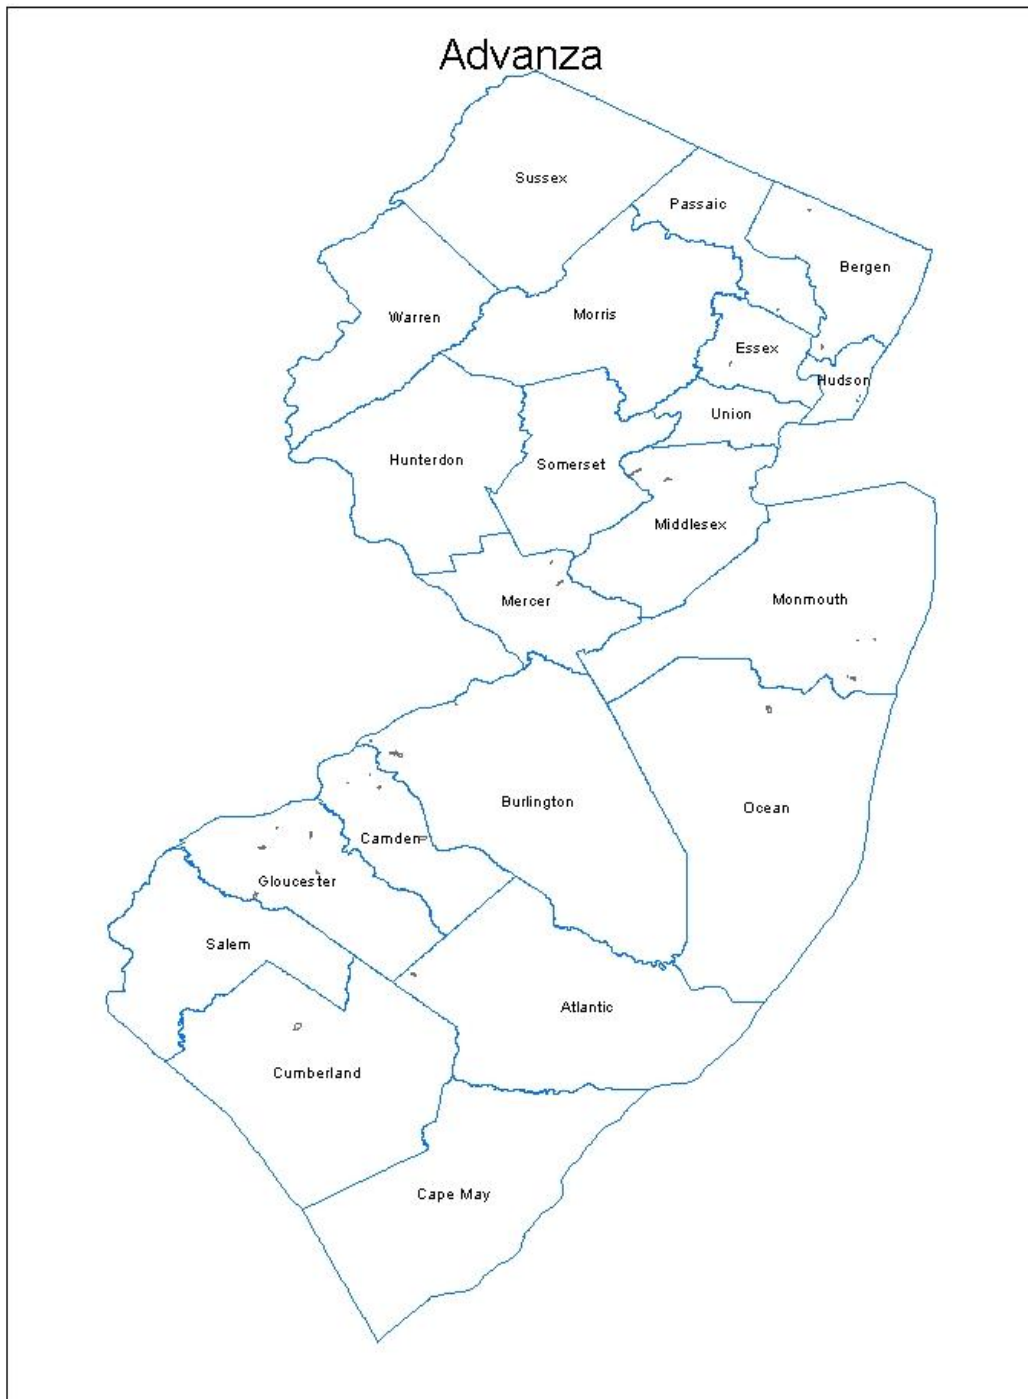 Advanza
Sussex
Passaic
Bergen
Warren
Morris
Essex
Hudson
Union
Hunterdon
Somerset
Middlesex
Mercer
Monmouth
Burlington
Ocean
Camden
Gloucester
Salem
Atlantic
Cumberland
Cape May